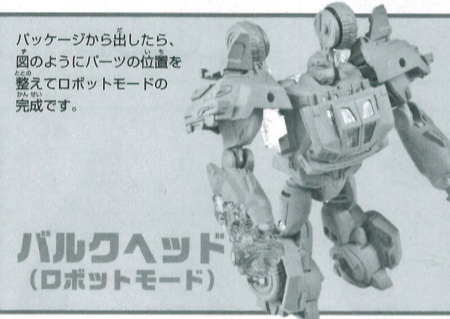 パッケージから出したら、
図のようにパーツの位置を
整えてロボットモードの
完成です。
バルクヘッド
(ロボットモード)